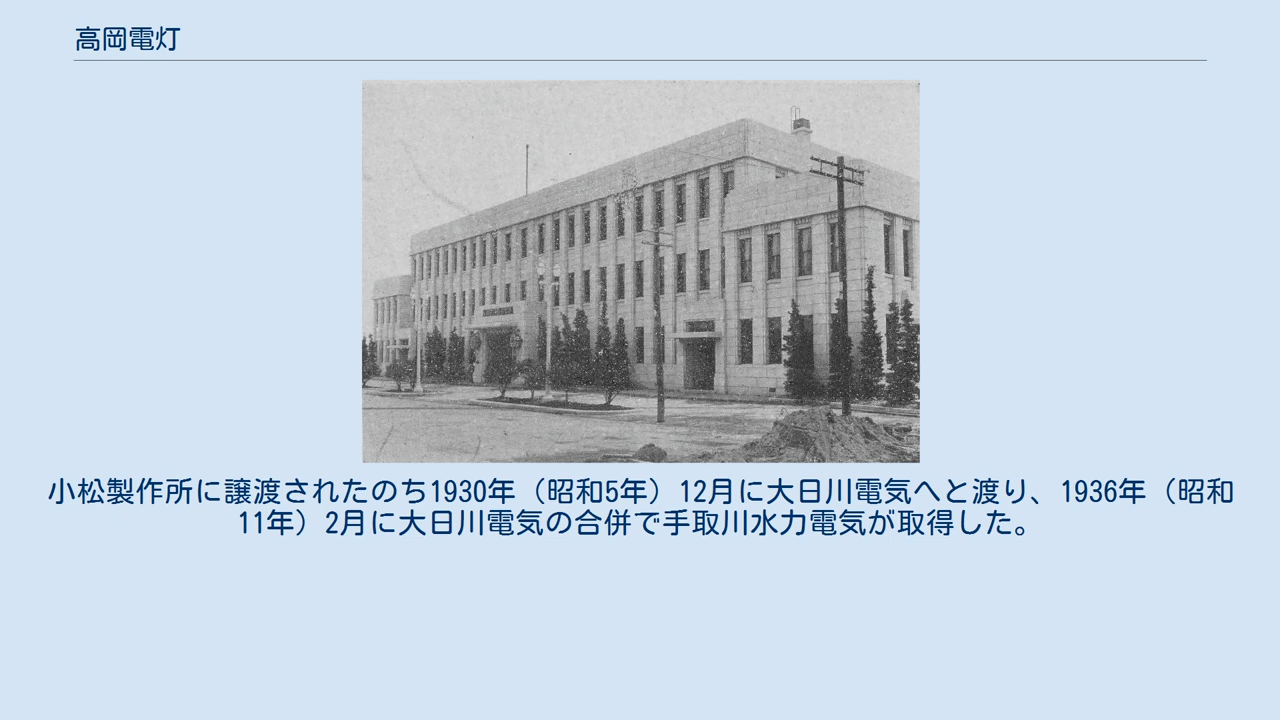 高岡電灯
小松製作所に譲渡されたのち1930年（昭和5年）12月に大日川電気へと渡り、1936年（昭和
11年）2月に大日川電気の合併で手取川水力電気が取得した。